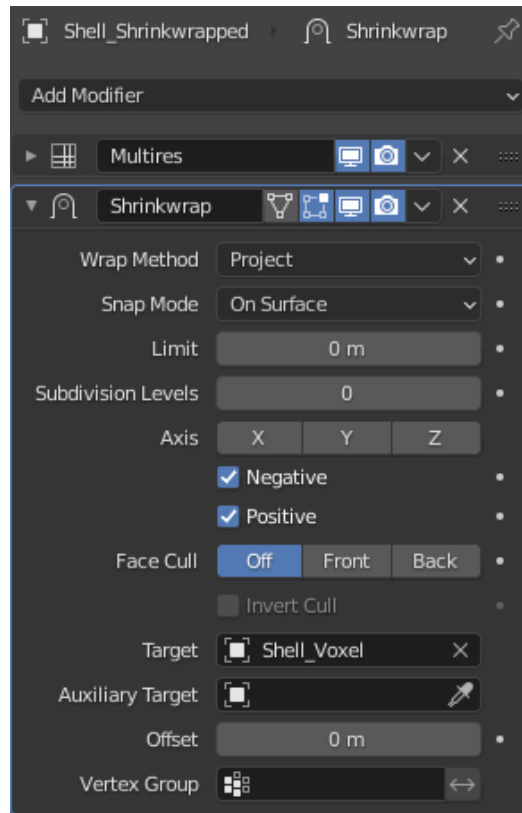 Shell_Shrinkwrapped Shrinkwrap
Add Modifier
Multires
Shrinkwrap
Wrap Method Project
Snap Mode On Surface
Limit 0 m
Subdivision Levels 0
Axis X Y Z
Negative
Positive
Face Cull Off Front Back
Invert Cull
Target Shell_Voxel
Auxiliary Target
Offset 0 m
Vertex Group